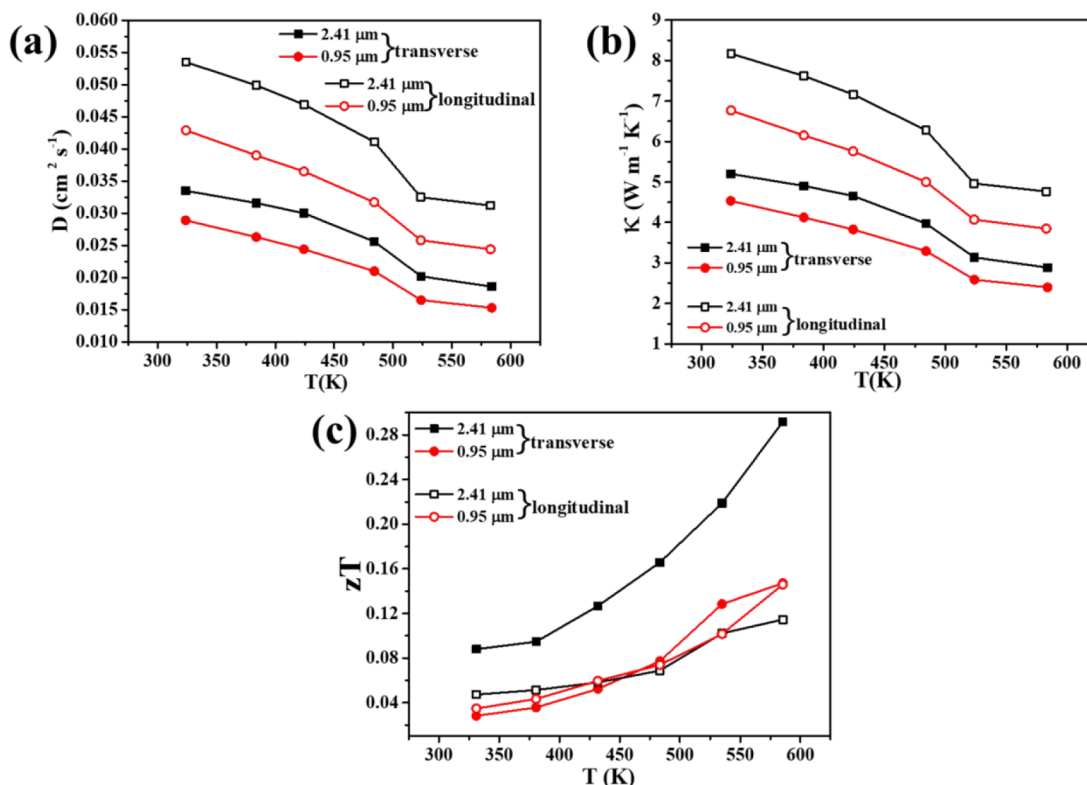 (a)
0.060
0.055
0.050
0.045
0.040
0.035
0.030
0.025
0.020
0.015
0.010
D (cm² s⁻¹)
2.41 μm
0.95 μm
transverse
2.41 μm
0.95 μm
longitudinal
300 350 400 450 500 550 600
T(K)
(b)
9
8
7
6
5
4
3
2
1
K (W m⁻¹ K⁻¹)
2.41 μm
0.95 μm
transverse
2.41 μm
0.95 μm
longitudinal
300 350 400 450 500 550 600
T(K)
(c)
0.28
0.24
0.20
0.16
0.12
0.08
0.04
zT
2.41 μm
0.95 μm
transverse
2.41 μm
0.95 μm
longitudinal
300 350 400 450 500 550 600
T (K)